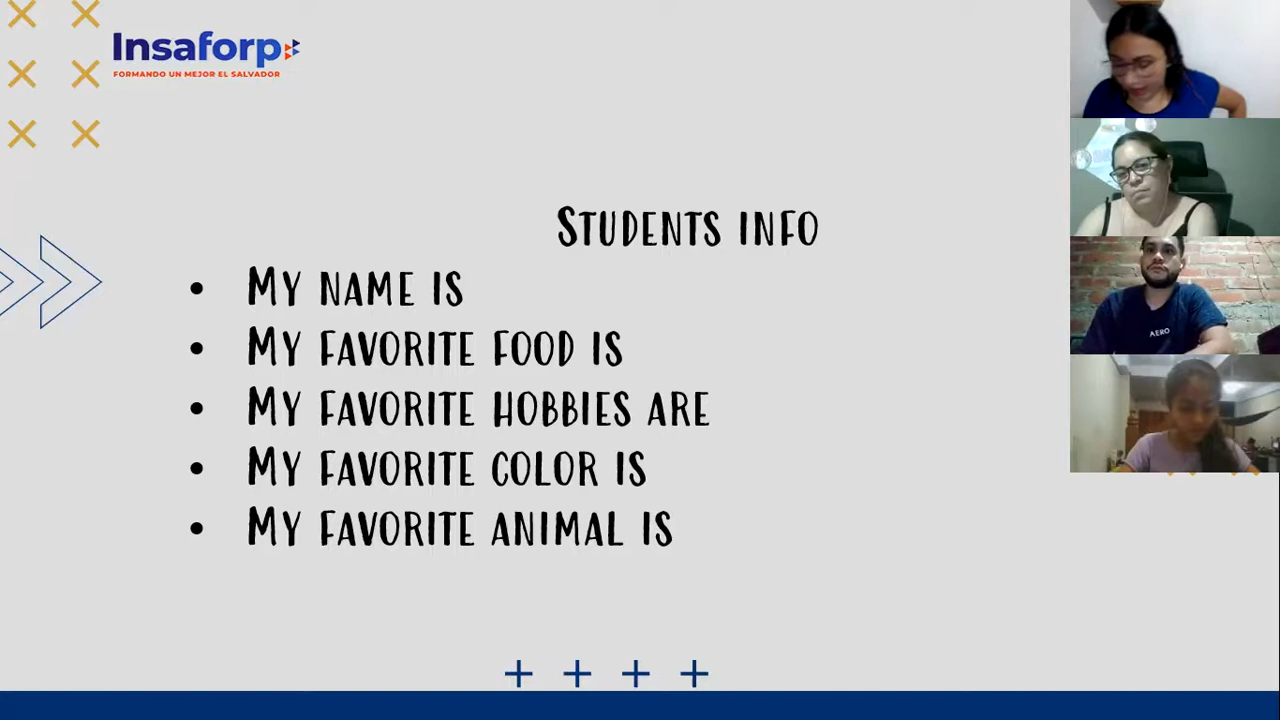 Insaforp
FORMANDO UN MEJOR EL SALVADOR
STUDENTS INFO
• MY NAME IS
• MY FAVORITE FOOD IS
• MY FAVORITE HOBBIES ARE
• MY FAVORITE COLOR IS
• MY FAVORITE ANIMAL IS
AERO